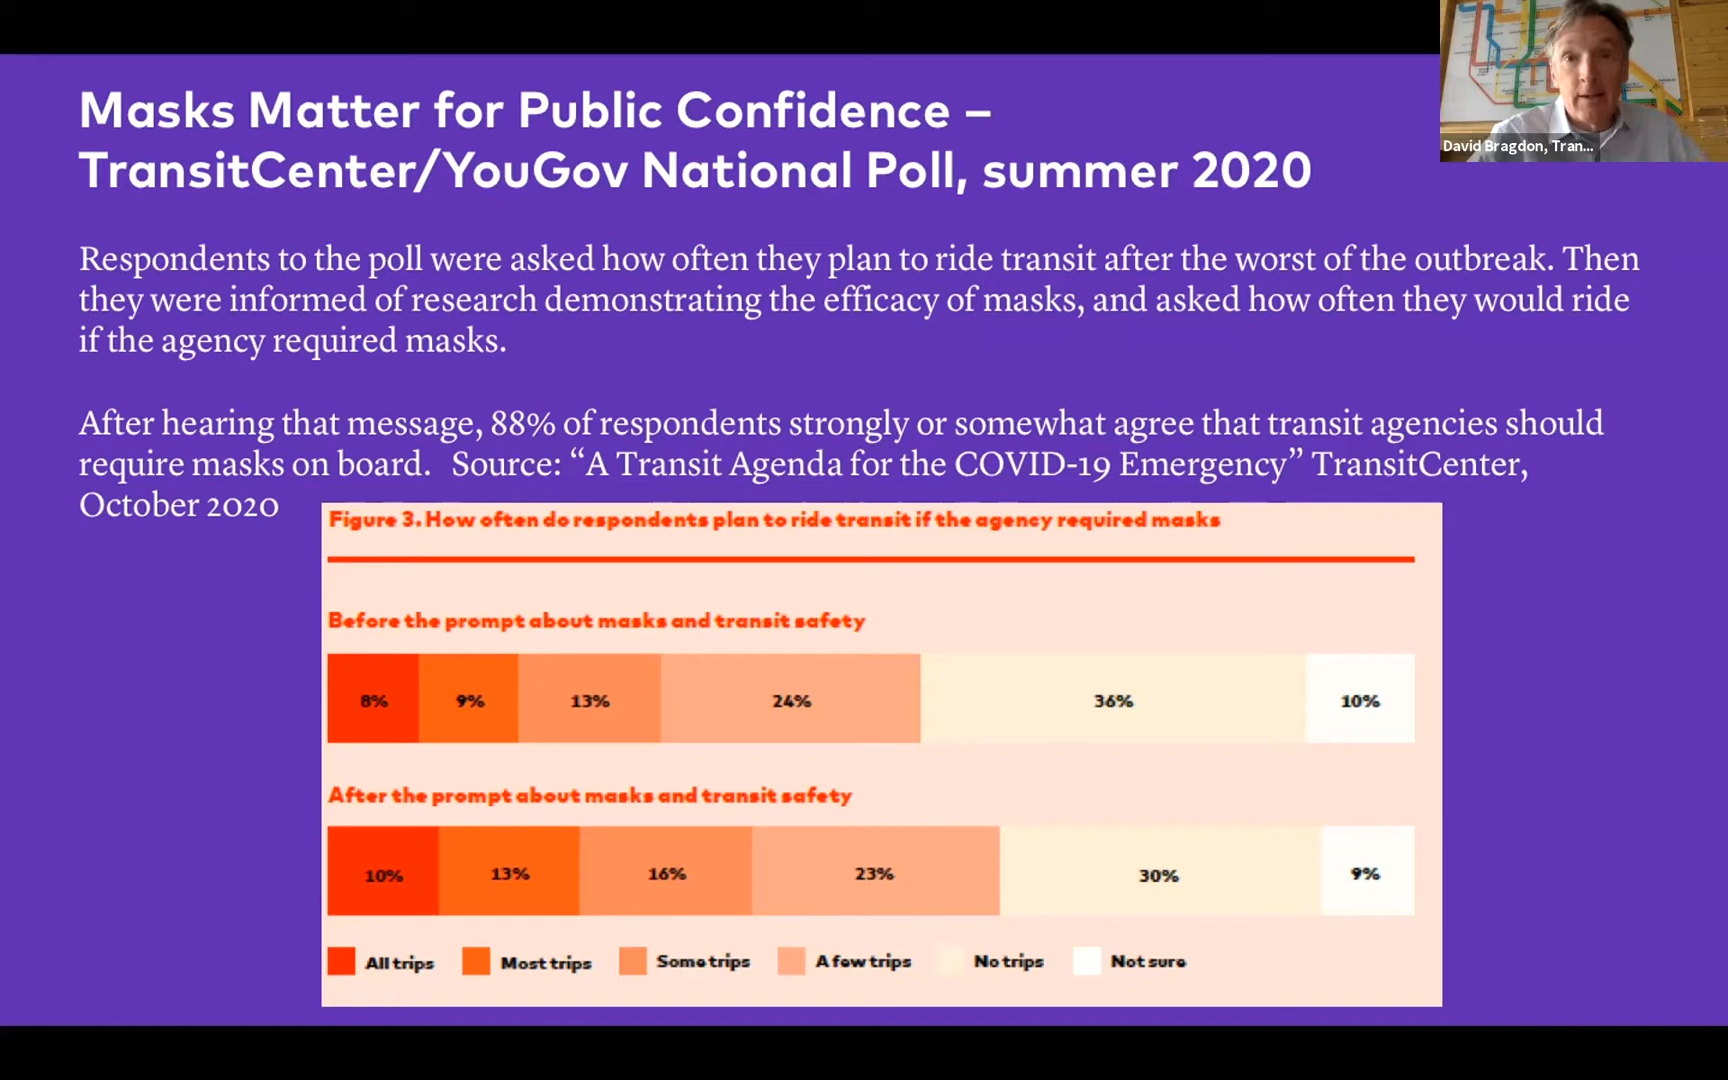 Masks Matter for Public Confidence –
TransitCenter/YouGov National Poll, summer 2020
David Bragdon, Tran...
Respondents to the poll were asked how often they plan to ride transit after the worst of the outbreak. Then
they were informed of research demonstrating the efficacy of masks, and asked how often they would ride
if the agency required masks.
After hearing that message, 88% of respondents strongly or somewhat agree that transit agencies should
require masks on board. Source: “A Transit Agenda for the COVID-19 Emergency” TransitCenter,
October 2020
Figure 3. How often do respondents plan to ride transit if the agency required masks
Before the prompt about masks and transit safety
8% 9% 13% 24% 36% 10%
After the prompt about masks and transit safety
10% 13% 16% 23% 30% 9%
All trips Most trips Some trips A few trips No trips Not sure